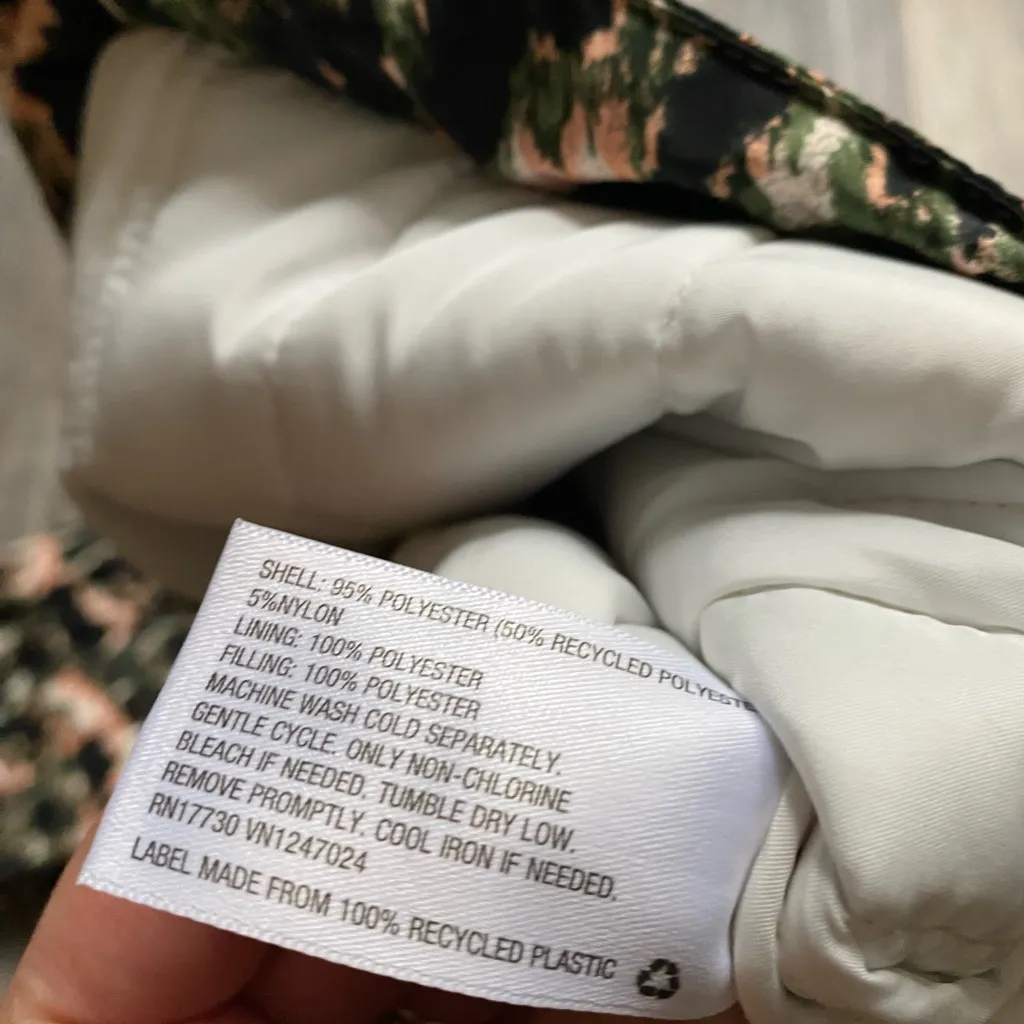 SHELL: 95% POLYESTER (50% RECYCLED POLYESTE
5%NYLON
LINING: 100% POLYESTER
FILLING: 100% POLYESTER
MACHINE WASH COLD SEPARATELY.
GENTLE CYCLE. ONLY NON-CHLORINE
BLEACH IF NEEDED. TUMBLE DRY LOW.
REMOVE PROMPTLY. COOL IRON IF NEEDED.
RN17730 VN1247024
LABEL MADE FROM 100% RECYCLED PLASTIC